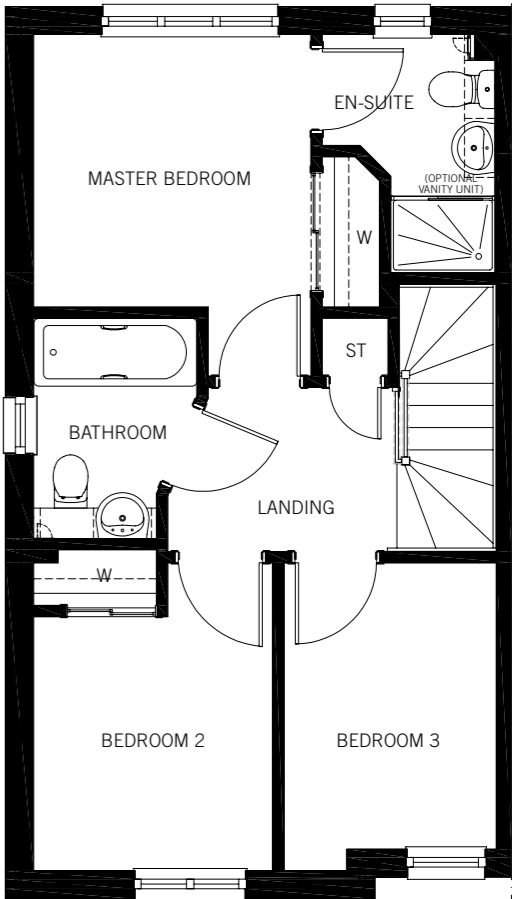 EN-SUITE
MASTER BEDROOM
(OPTIONAL
VANITY UNIT)
W
ST
BATHROOM
LANDING
W
BEDROOM 2
BEDROOM 3